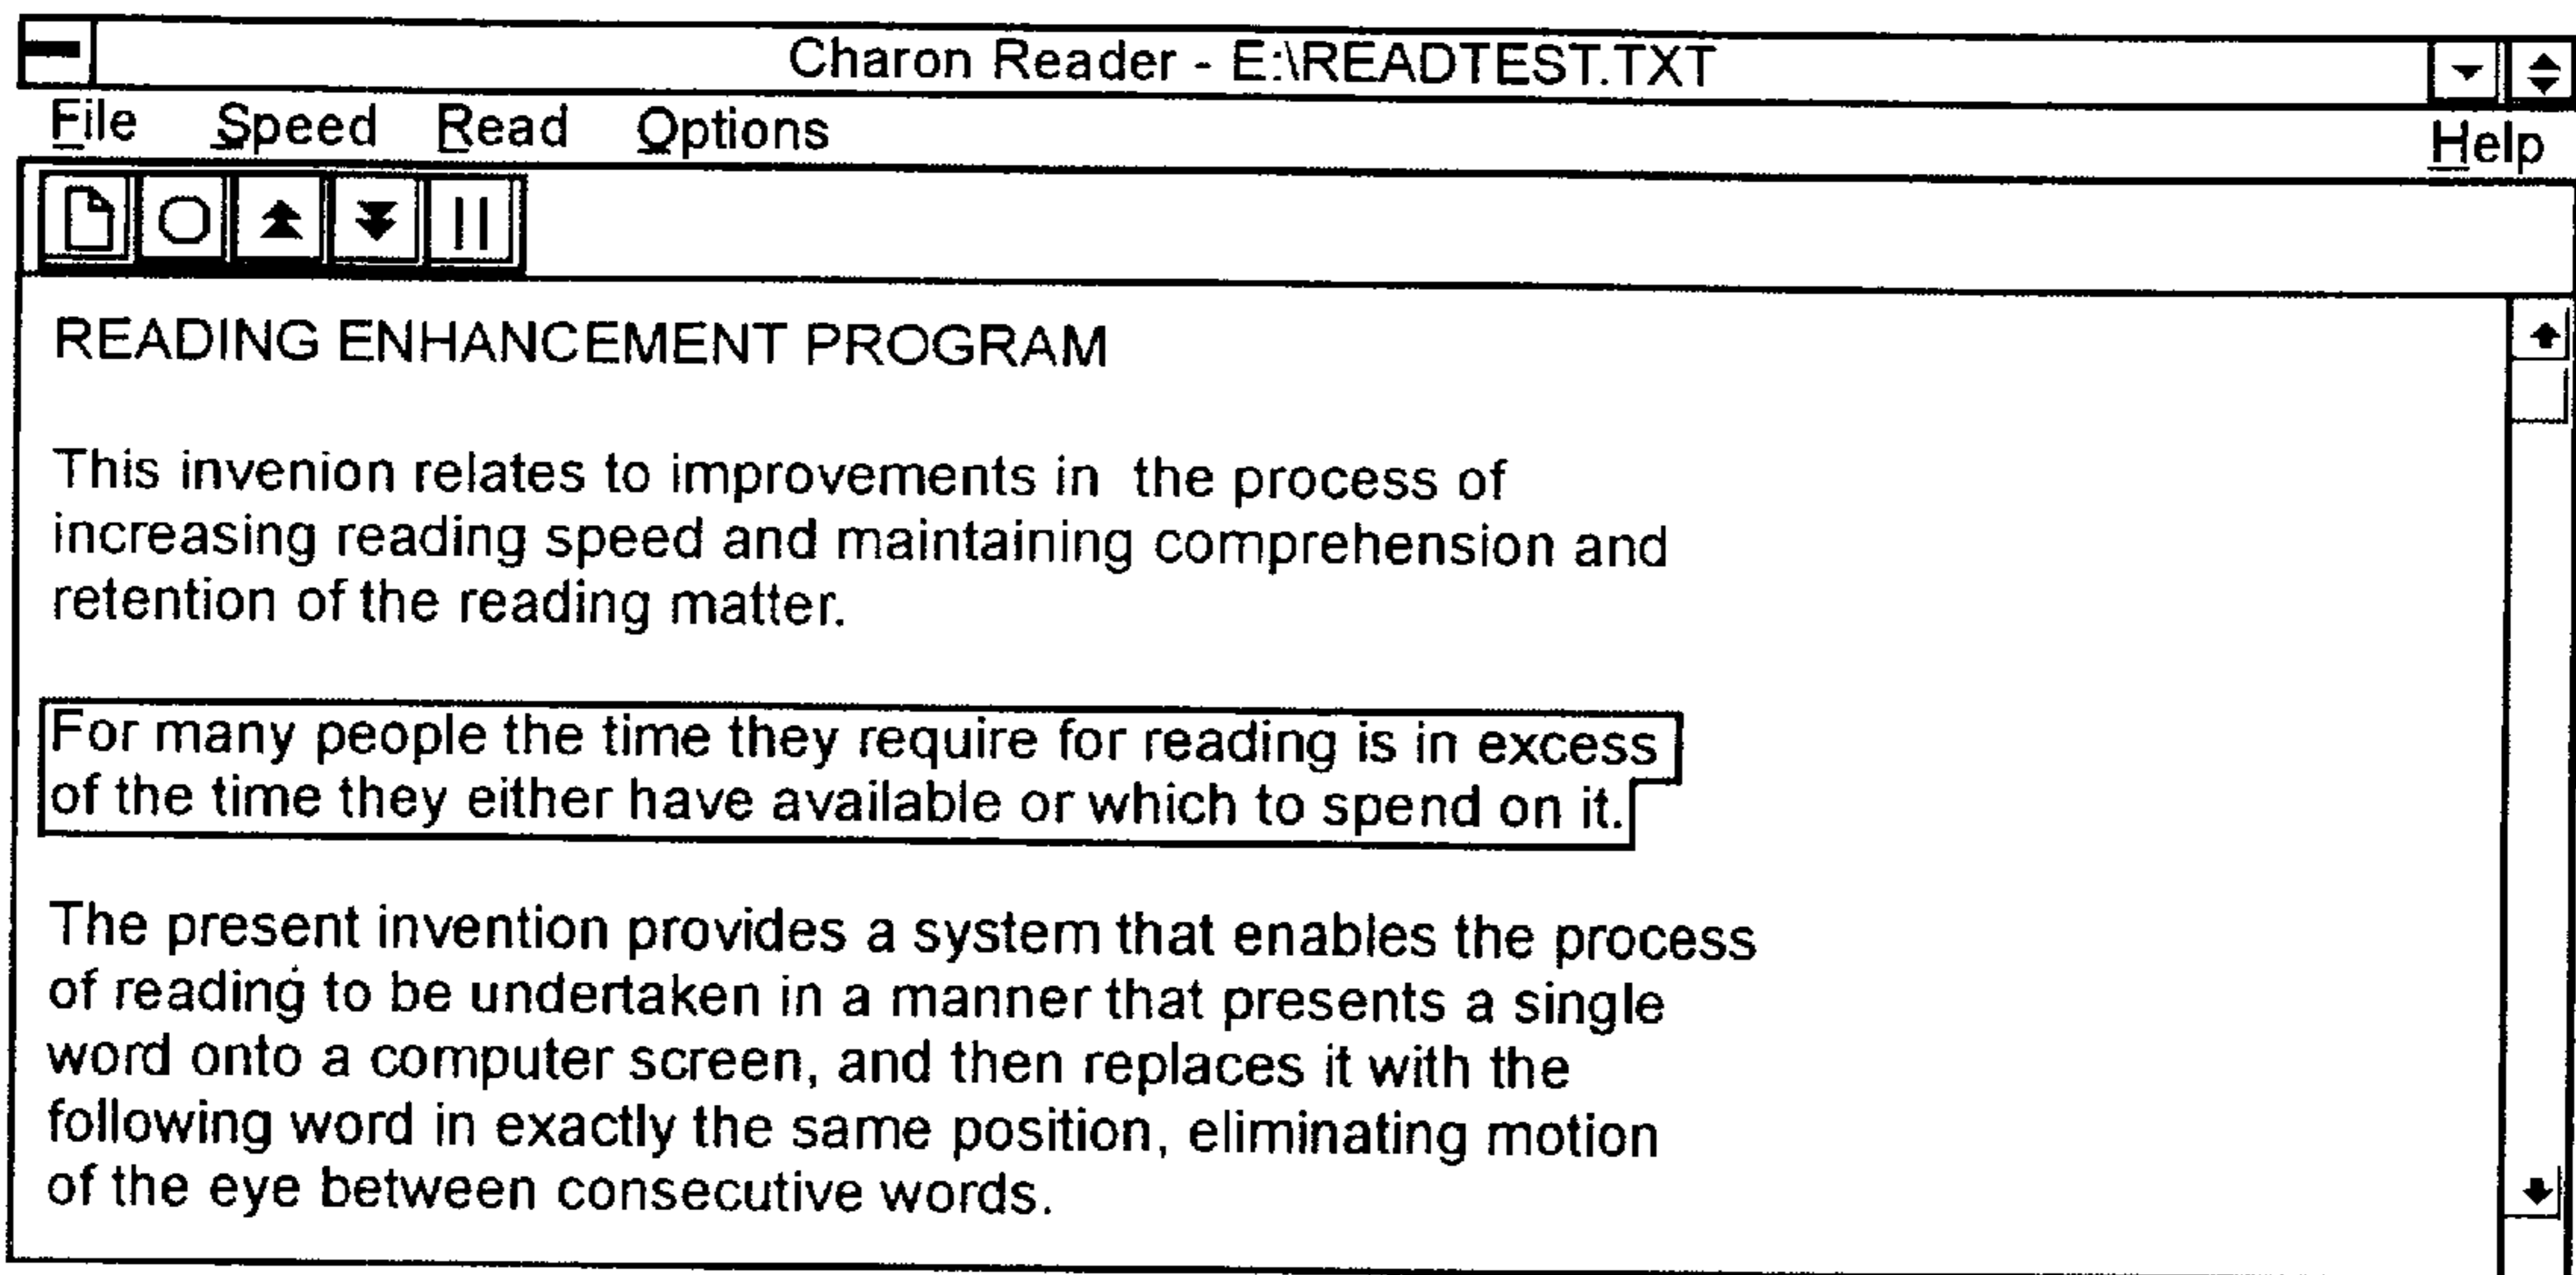 Charon Reader - E:\READTEST.TXT
File Speed Read Options Help
READING ENHANCEMENT PROGRAM
This invenion relates to improvements in the process of
increasing reading speed and maintaining comprehension and
retention of the reading matter.
For many people the time they require for reading is in excess
of the time they either have available or which to spend on it.
The present invention provides a system that enables the process
of reading to be undertaken in a manner that presents a single
word onto a computer screen, and then replaces it with the
following word in exactly the same position, eliminating motion
of the eye between consecutive words.